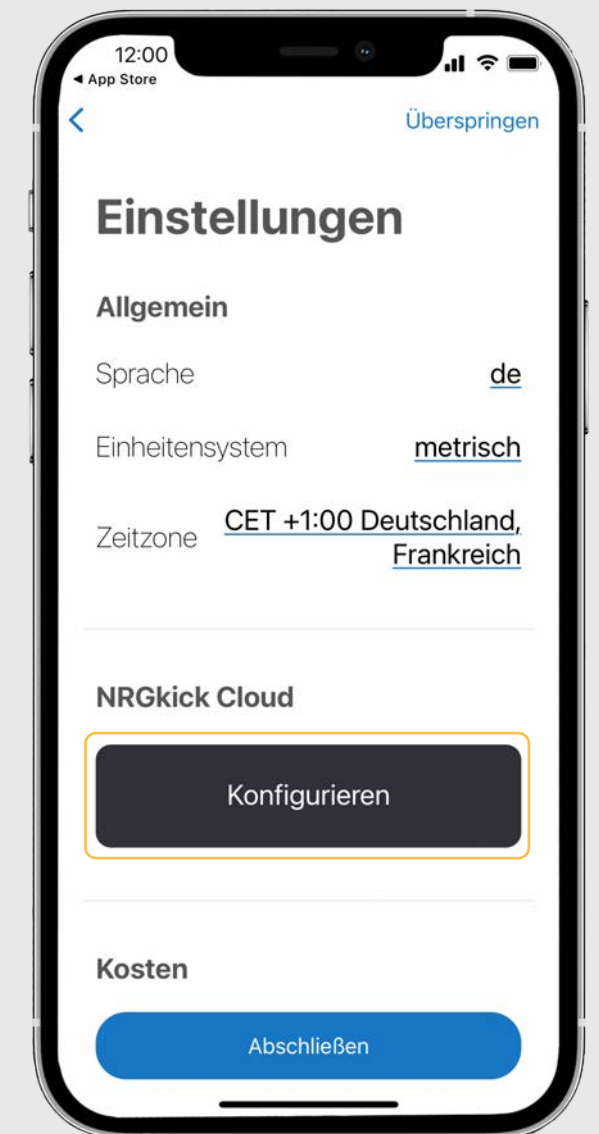 12:00
◀ App Store
Überspringen
Einstellungen
Allgemein
Sprache de
Einheitensystem metrisch
Zeitzone CET +1:00 Deutschland,
Frankreich
NRGkick Cloud
Konfigurieren
Kosten
Abschließen